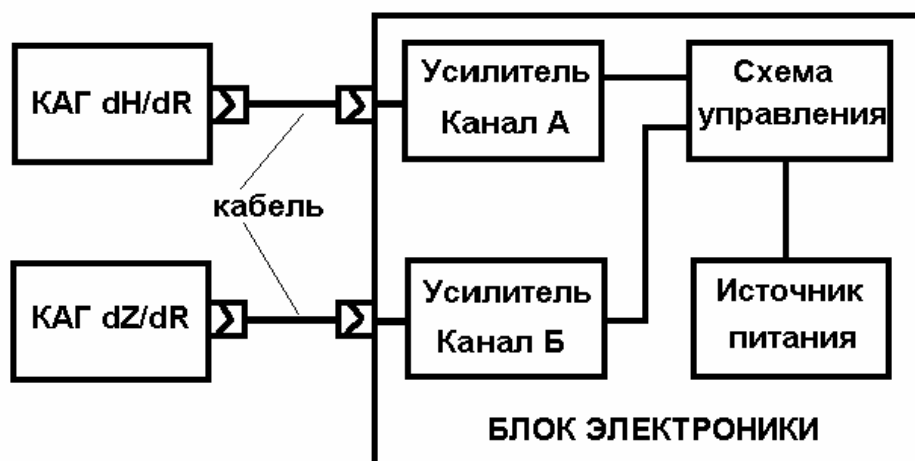 КАГ dH/dR
Усилитель
Канал А
Схема
управления
кабель
КАГ dZ/dR
Усилитель
Канал Б
Источник
питания
БЛОК ЭЛЕКТРОНИКИ